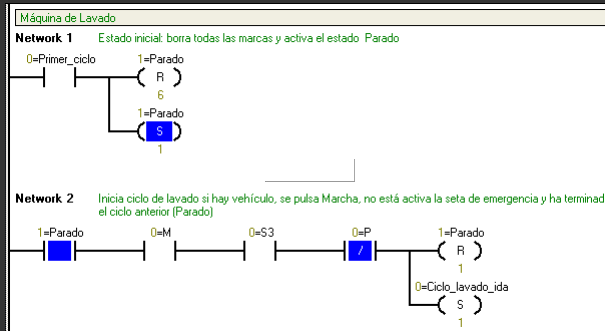 Máquina de Lavado
Network 1 Estado inicial: borra todas las marcas y activa el estado Parado
0=Primer_ciclo 1=Parado
R
6
1=Parado
S
1
Network 2 Inicia ciclo de lavado si hay vehículo, se pulsa Marcha, no está activa la seta de emergencia y ha terminad
el ciclo anterior (Parado)
1=Parado 0=M 0=S3 0=P 1=Parado
/ R
1
0=Ciclo_lavado_ida
S
1